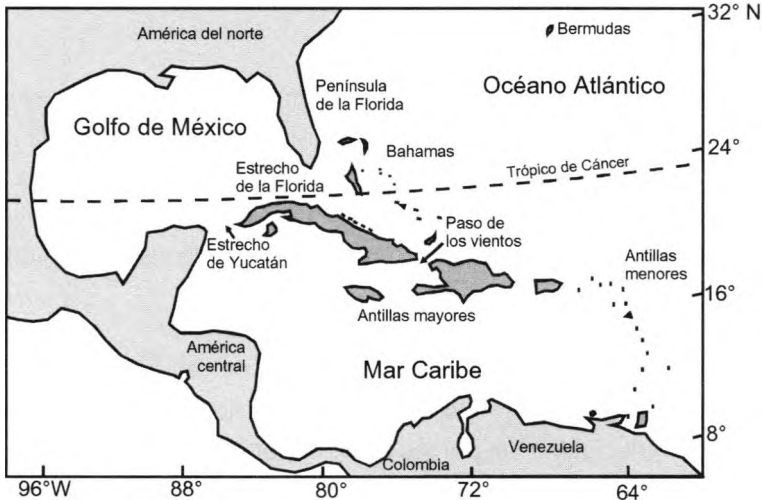 32° N
América del norte
Bermudas
Océano Atlántico
Península
de la Florida
Golfo de México
Bahamas
24°
Trópico de Cáncer
Estrecho
de la Florida
Paso de
los vientos
Estrecho
de Yucatán
Antillas
menores
16°
Antillas mayores
América
central
Mar Caribe
8°
Venezuela
Colombia
96°W
88°
80°
72°
64°